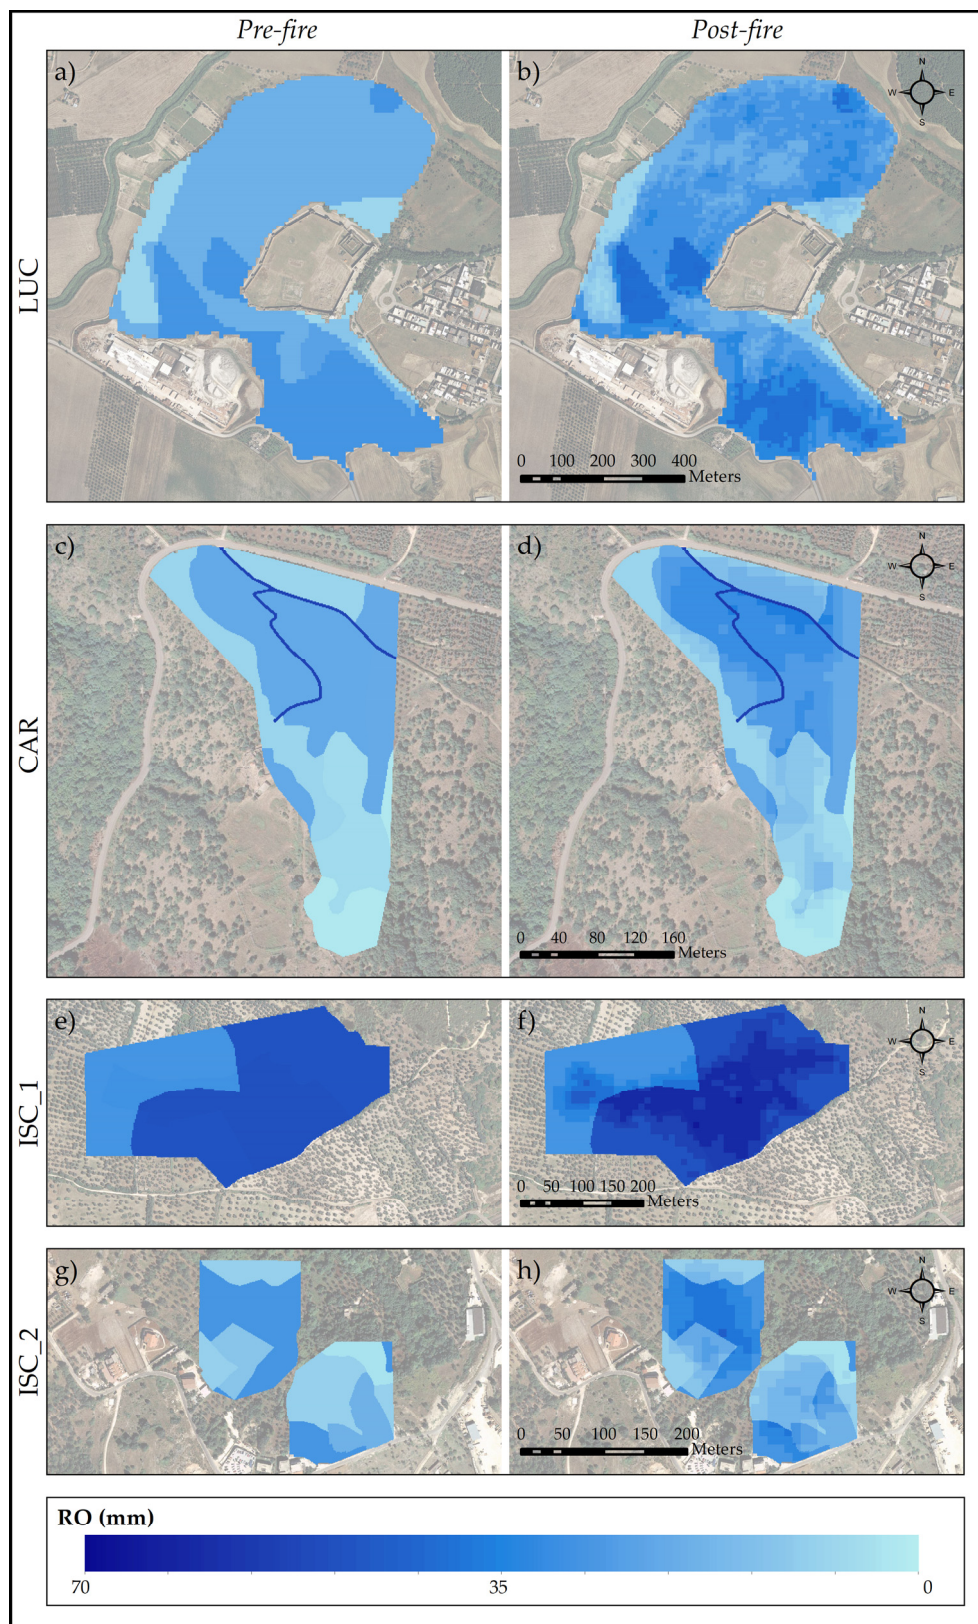 Pre-fire Post-fire
LUC
a)
b)
N
W E
S
0 100 200 300 400
Meters
CAR
c)
d)
N
W E
S
0 40 80 120 160
Meters
ISC_1
e)
f)
N
W E
S
0 50 100 150 200
Meters
ISC_2
g)
h)
N
W E
S
0 50 100 150 200
Meters
RO (mm)
70 35 0